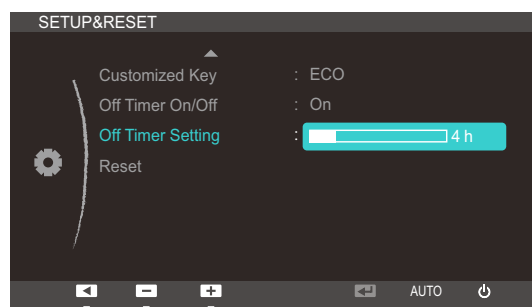 SETUP&RESET
Customized Key : ECO
Off Timer On/Off : On
Off Timer Setting : 4 h
Reset
AUTO